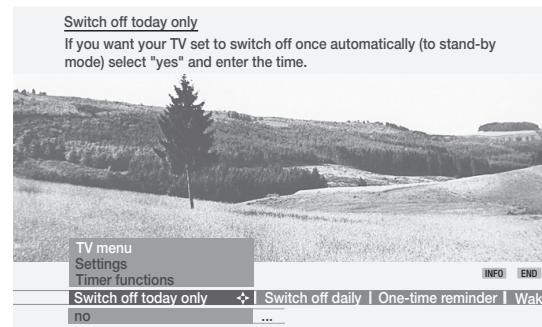 Switch off today only
If you want your TV set to switch off once automatically (to stand-by
mode) select "yes" and enter the time.
TV menu
Settings
Timer functions
INFO END
Switch off today only | Switch off daily | One-time reminder | Wak
no ...